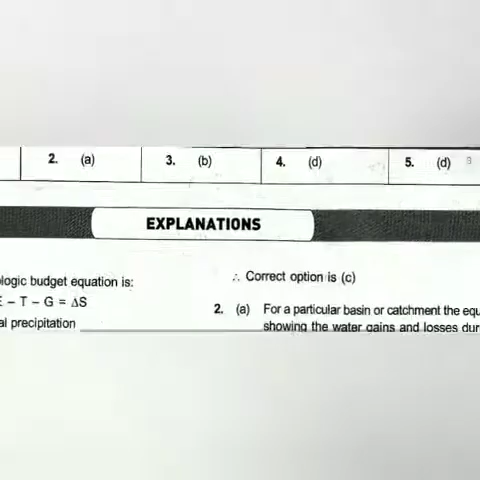 2. (a) 3. (b) 4. (d) 5. (d)
EXPLANATIONS
logic budget equation is:
– T – G = ΔS
al precipitation
∴ Correct option is (c)
2. (a) For a particular basin or catchment the equ
showing the water gains and losses dur